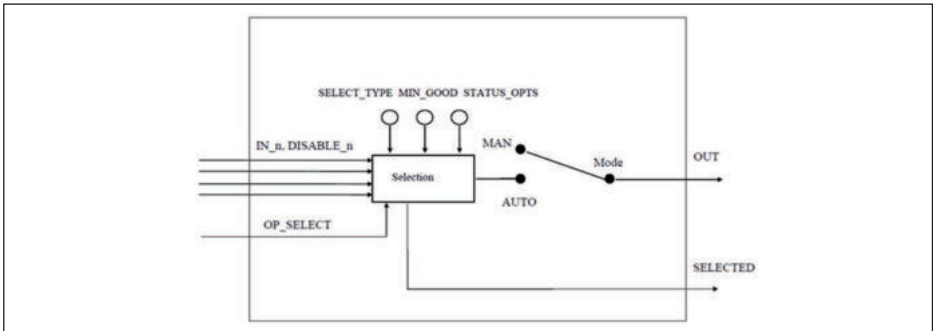 SELECT_TYPE MIN_GOOD STATUS_OPTS
IN_n, DISABLE_n
MAN
Mode
OUT
Selection
AUTO
OP_SELECT
SELECTED